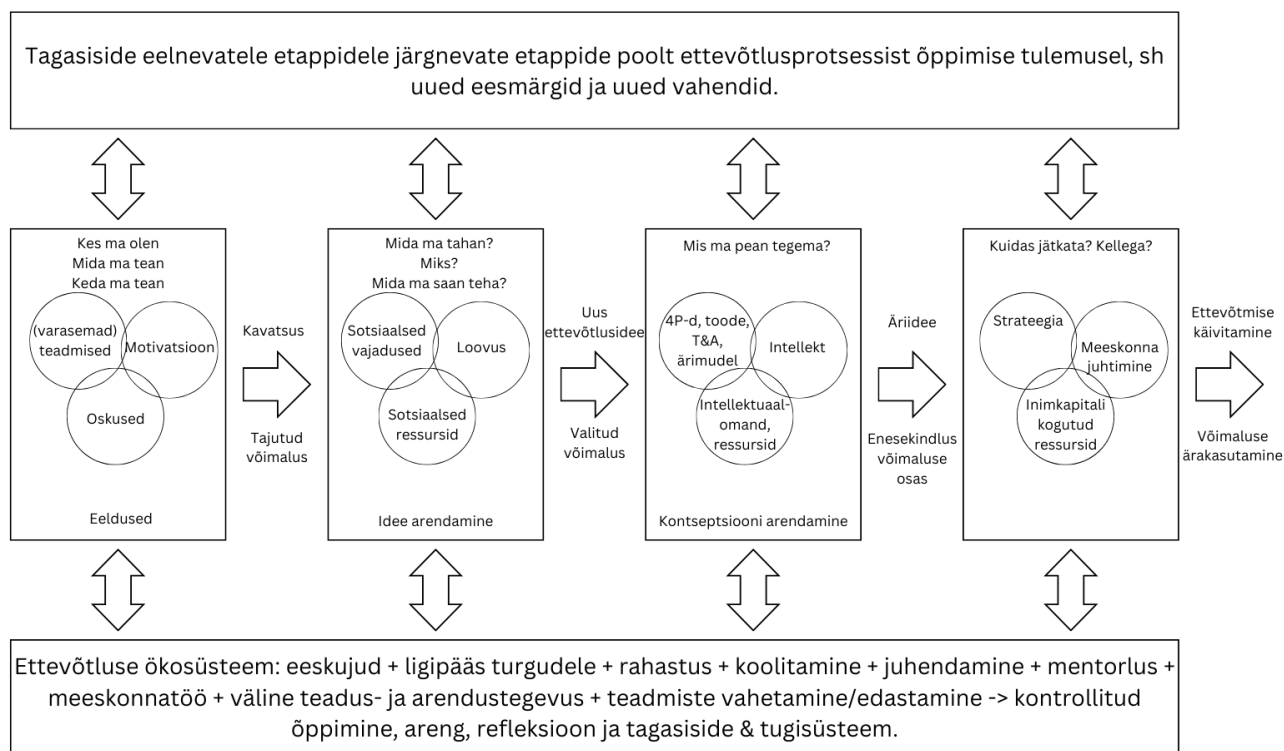 Tagasiside eelnevatele etappidele järgnevate etappide poolt ettevõtlusprotsessist õppimise tulemusel, sh
uued eesmärgid ja uued vahendid.
Kes ma olen
Mida ma tean
Keda ma tean
(varasemad)
teadmised
Motivatsioon
Oskused
Eeldused
Kavatsus
Tajutud
võimalus
Mida ma tahan?
Miks?
Mida ma saan teha?
Sotsiaalsed
vajadused
Loovus
Sotsiaalsed
ressursid
Idee arendamine
Uus
ettevõtlusidee
Valitud
võimalus
Mis ma pean tegema?
4P-d, toode,
T&A,
ärimudel
Intellekt
Intellektuaal-
omand,
ressursid
Kontseptsiooni arendamine
Äriidee
Enesekindlus
võimaluse
osas
Kuidas jätkata? Kellega?
Strateegia
Meeskonna
juhtimine
Inimkapitali
kogutud
ressursid
Ettevõtmise
käivitamine
Võimaluse
ärakasutamine
Ettevõtluse ökosüsteem: eeskujud + ligipääs turgudele + rahastus + koolitamine + juhendamine + mentorlus +
meeskonnatöö + väline teadus- ja arendustegevus + teadmiste vahetamine/edastamine -> kontrollitud
õppimine, areng, refleksioon ja tagasiside & tugisüsteem.